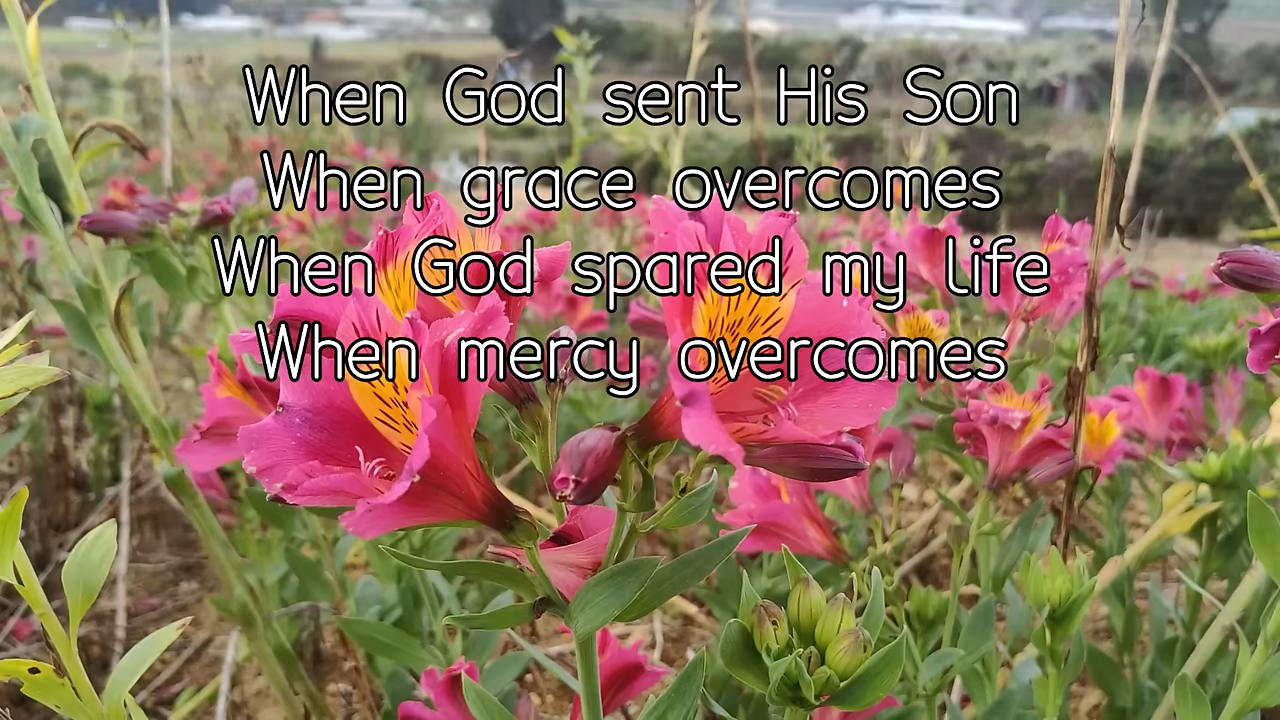 When God sent His Son
When grace overcomes
When God spared my life
When mercy overcomes